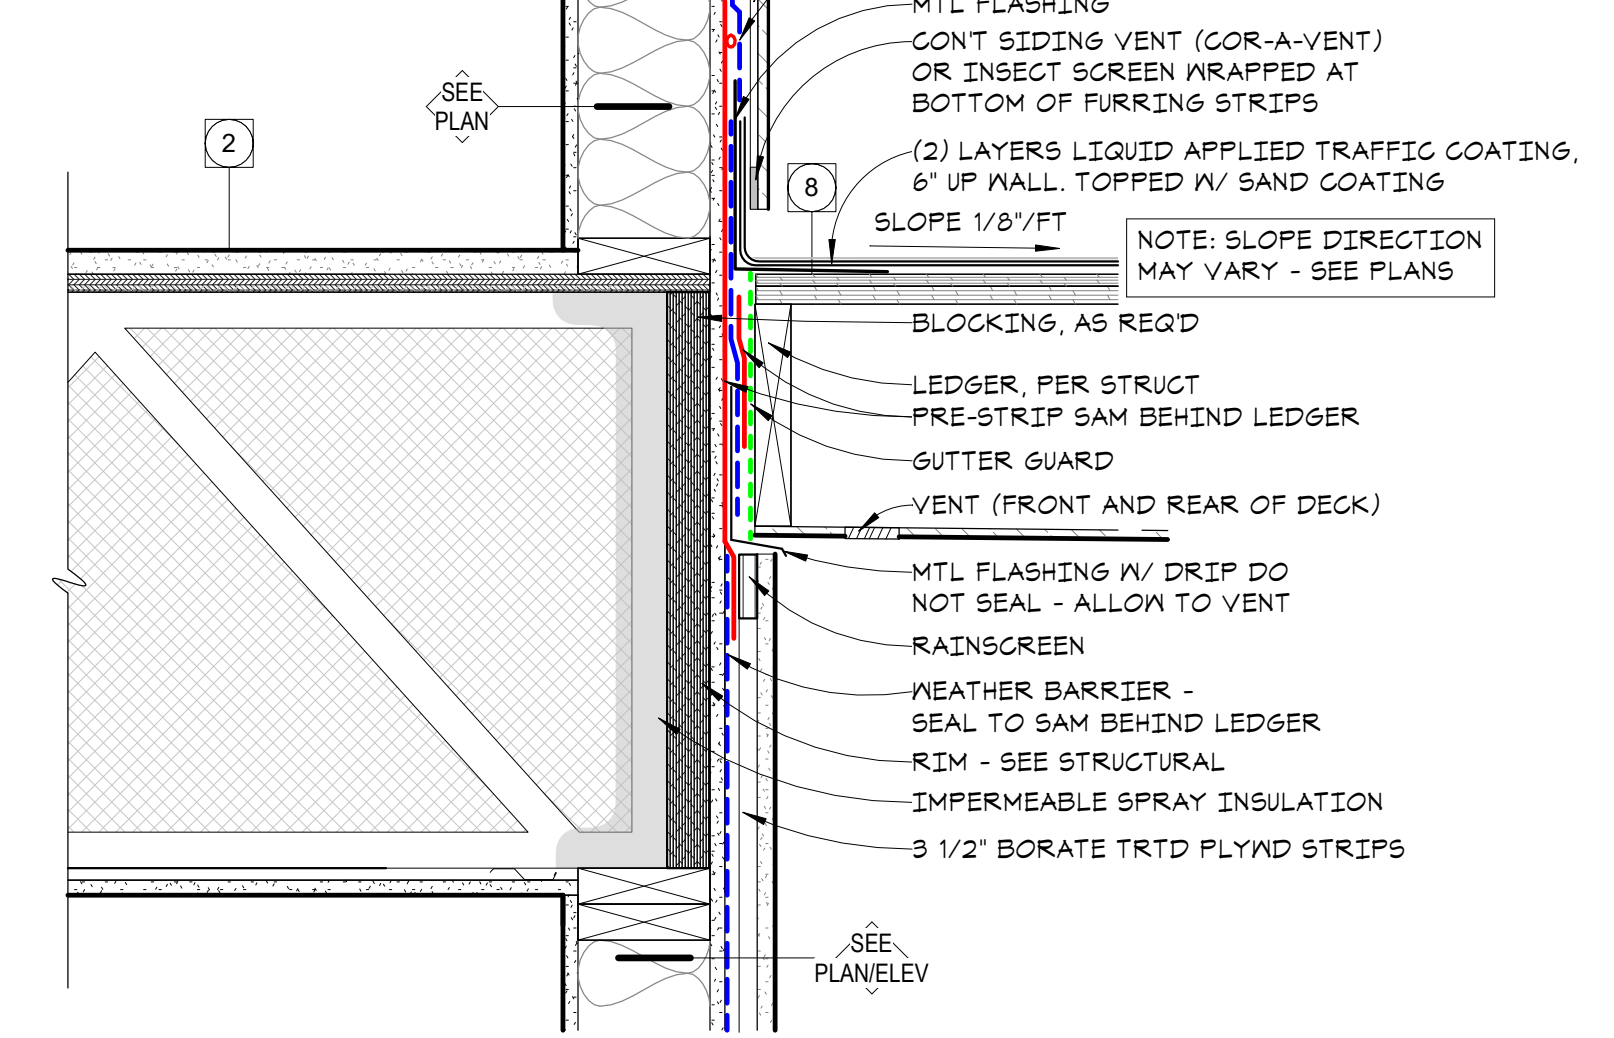 MTL FLASHING
CON'T SIDING VENT (COR-A-VENT)
OR INSECT SCREEN WRAPPED AT
BOTTOM OF FURRING STRIPS
SEE
PLAN
2
(2) LAYERS LIQUID APPLIED TRAFFIC COATING,
6" UP WALL. TOPPED W/ SAND COATING
8
SLOPE 1/8"/FT
NOTE: SLOPE DIRECTION
MAY VARY - SEE PLANS
BLOCKING, AS REQ'D
LEDGER, PER STRUCT
PRE-STRIP SAM BEHIND LEDGER
GUTTER GUARD
VENT (FRONT AND REAR OF DECK)
MTL FLASHING W/ DRIP DO
NOT SEAL - ALLOW TO VENT
RAINSCREEN
WEATHER BARRIER -
SEAL TO SAM BEHIND LEDGER
RIM - SEE STRUCTURAL
IMPERMEABLE SPRAY INSULATION
3 1/2" BORATE TRTD PLYWD STRIPS
SEE
PLAN/ELEV